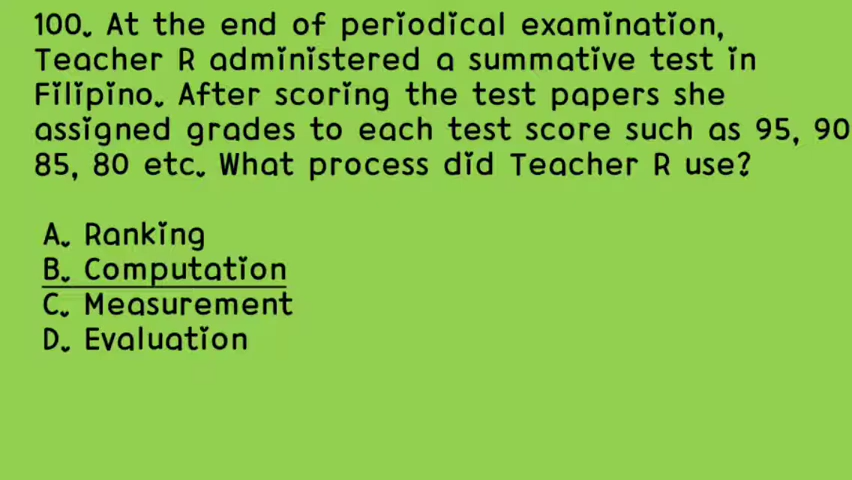 100. At the end of periodical examination,
Teacher R administered a summative test in
Filipino. After scoring the test papers she
assigned grades to each test score such as 95, 90
85, 80 etc. What process did Teacher R use?
A. Ranking
B. Computation
C. Measurement
D. Evaluation